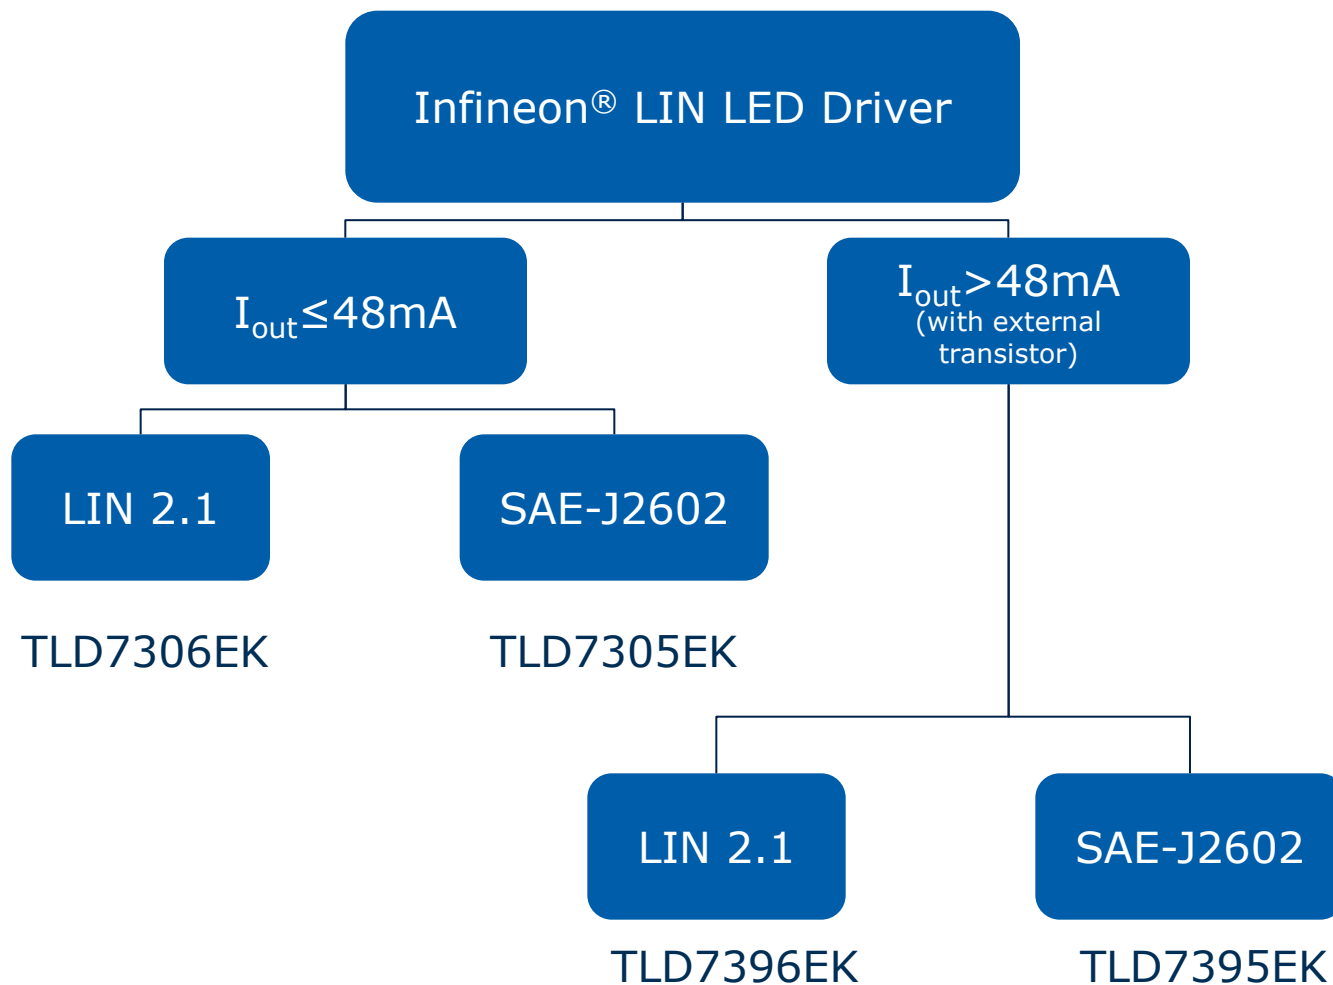 Infineon® LIN LED Driver
Iout≤48mA
Iout>48mA
(with external
transistor)
LIN 2.1
SAE-J2602
TLD7306EK
TLD7305EK
LIN 2.1
SAE-J2602
TLD7396EK
TLD7395EK